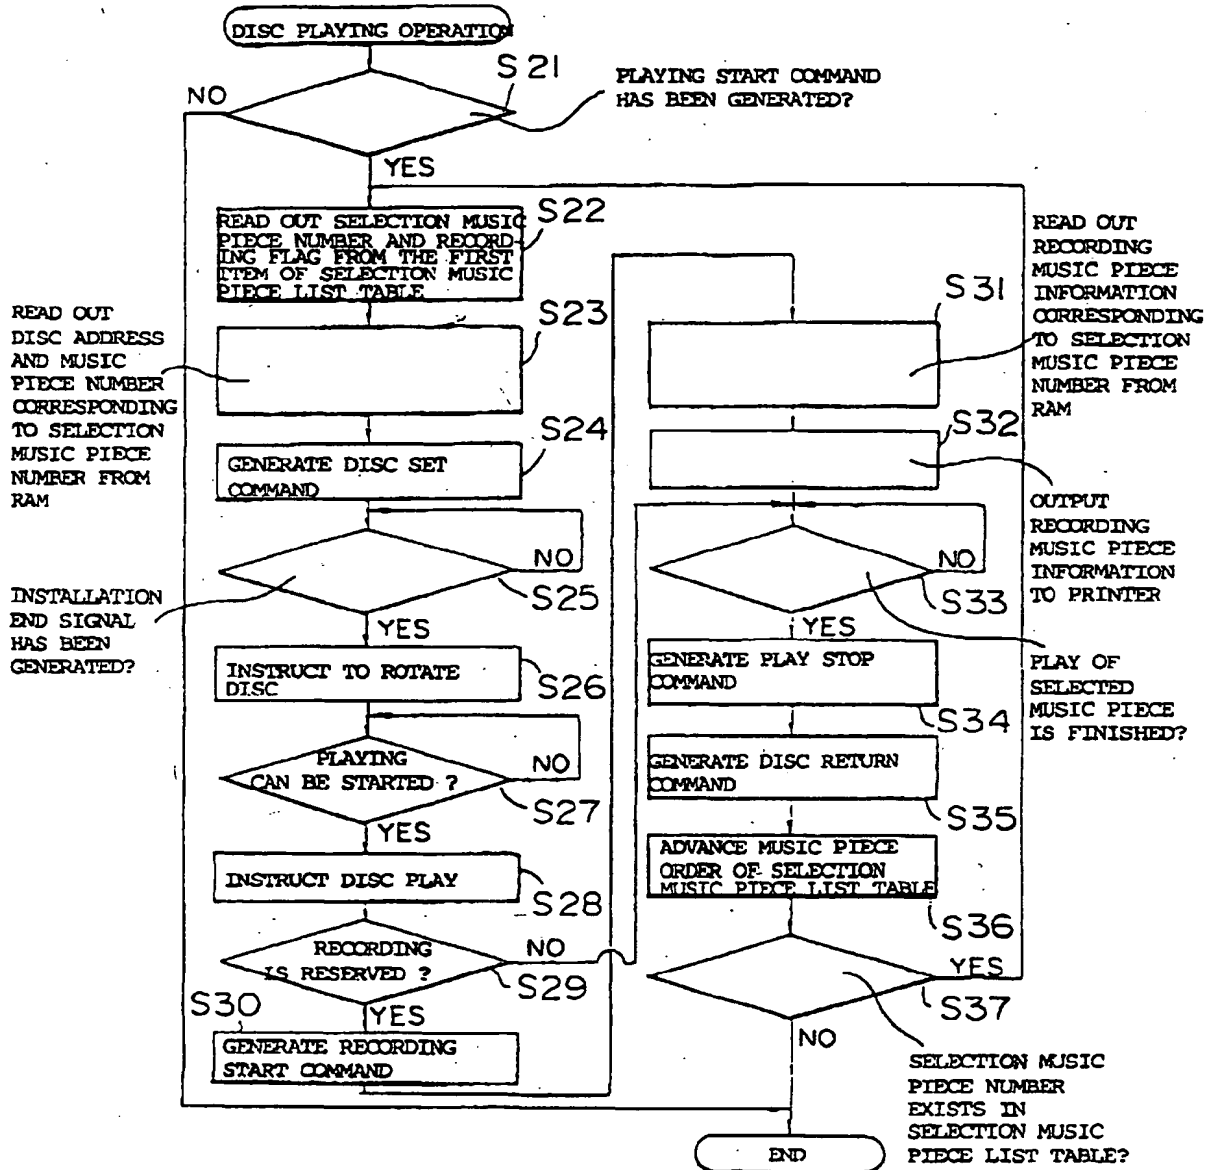 DISC PLAYING OPERATION
S21
PLAYING START COMMAND
HAS BEEN GENERATED?
NO
YES
S22
READ OUT SELECTION MUSIC
PIECE NUMBER AND RECORD-
ING FLAG FROM THE FIRST
ITEM OF SELECTION MUSIC
PIECE LIST TABLE
READ OUT
DISC ADDRESS
AND MUSIC
PIECE NUMBER
CORRESPONDING
TO SELECTION
MUSIC PIECE
NUMBER FROM
RAM
S23
S24
GENERATE DISC SET
COMMAND
NO
S25
INSTALLATION
END SIGNAL
HAS BEEN
GENERATED?
YES
INSTRUCT TO ROTATE
DISC
S26
PLAYING
CAN BE STARTED ?
NO
S27
YES
INSTRUCT DISC PLAY
S28
RECORDING
IS RESERVED ?
NO
S29
YES
S30
GENERATE RECORDING
START COMMAND
READ OUT
RECORDING
MUSIC PIECE
INFORMATION
CORRESPONDING
TO SELECTION
MUSIC PIECE
NUMBER FROM
RAM
S31
S32
OUTPUT
RECORDING
MUSIC PIECE
INFORMATION
TO PRINTER
NO
S33
PLAY OF
SELECTED
MUSIC PIECE
IS FINISHED?
YES
GENERATE PLAY STOP
COMMAND
S34
GENERATE DISC RETURN
COMMAND
S35
ADVANCE MUSIC PIECE
ORDER OF SELECTION
MUSIC PIECE LIST TABLE
S36
YES
S37
NO
SELECTION MUSIC
PIECE NUMBER
EXISTS IN
SELECTION MUSIC
PIECE LIST TABLE?
END